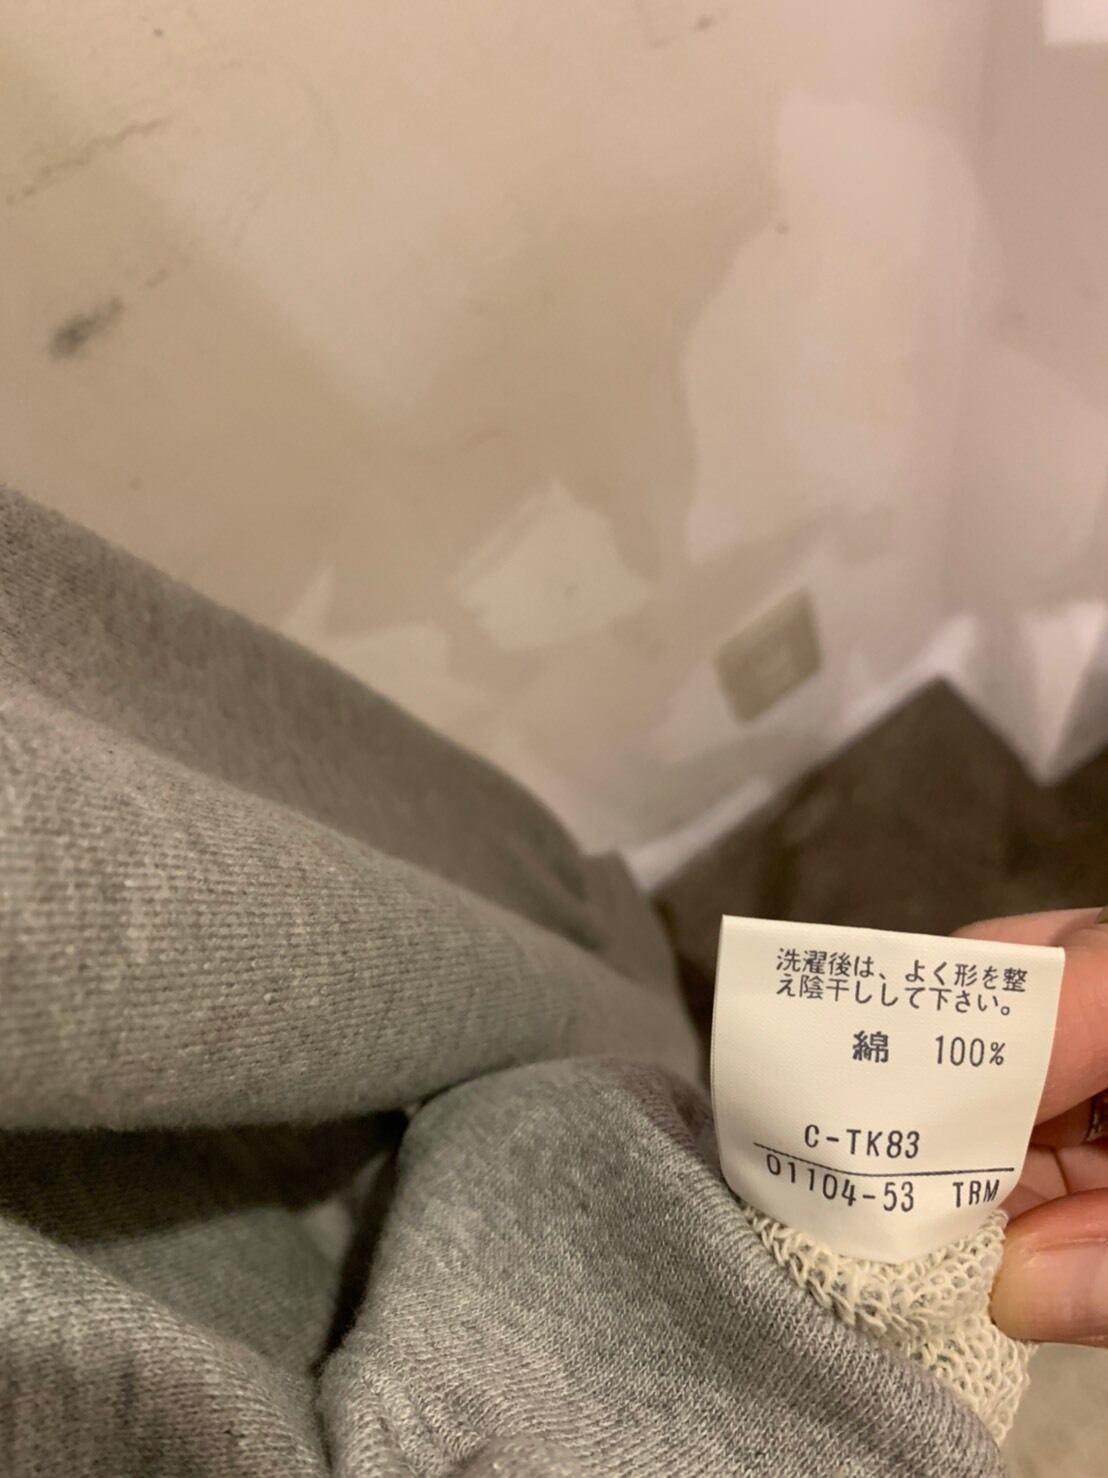 洗濯後は、よく形を整
え陰干しして下さい。
綿 100%
C-TK83
01104-53 TRM